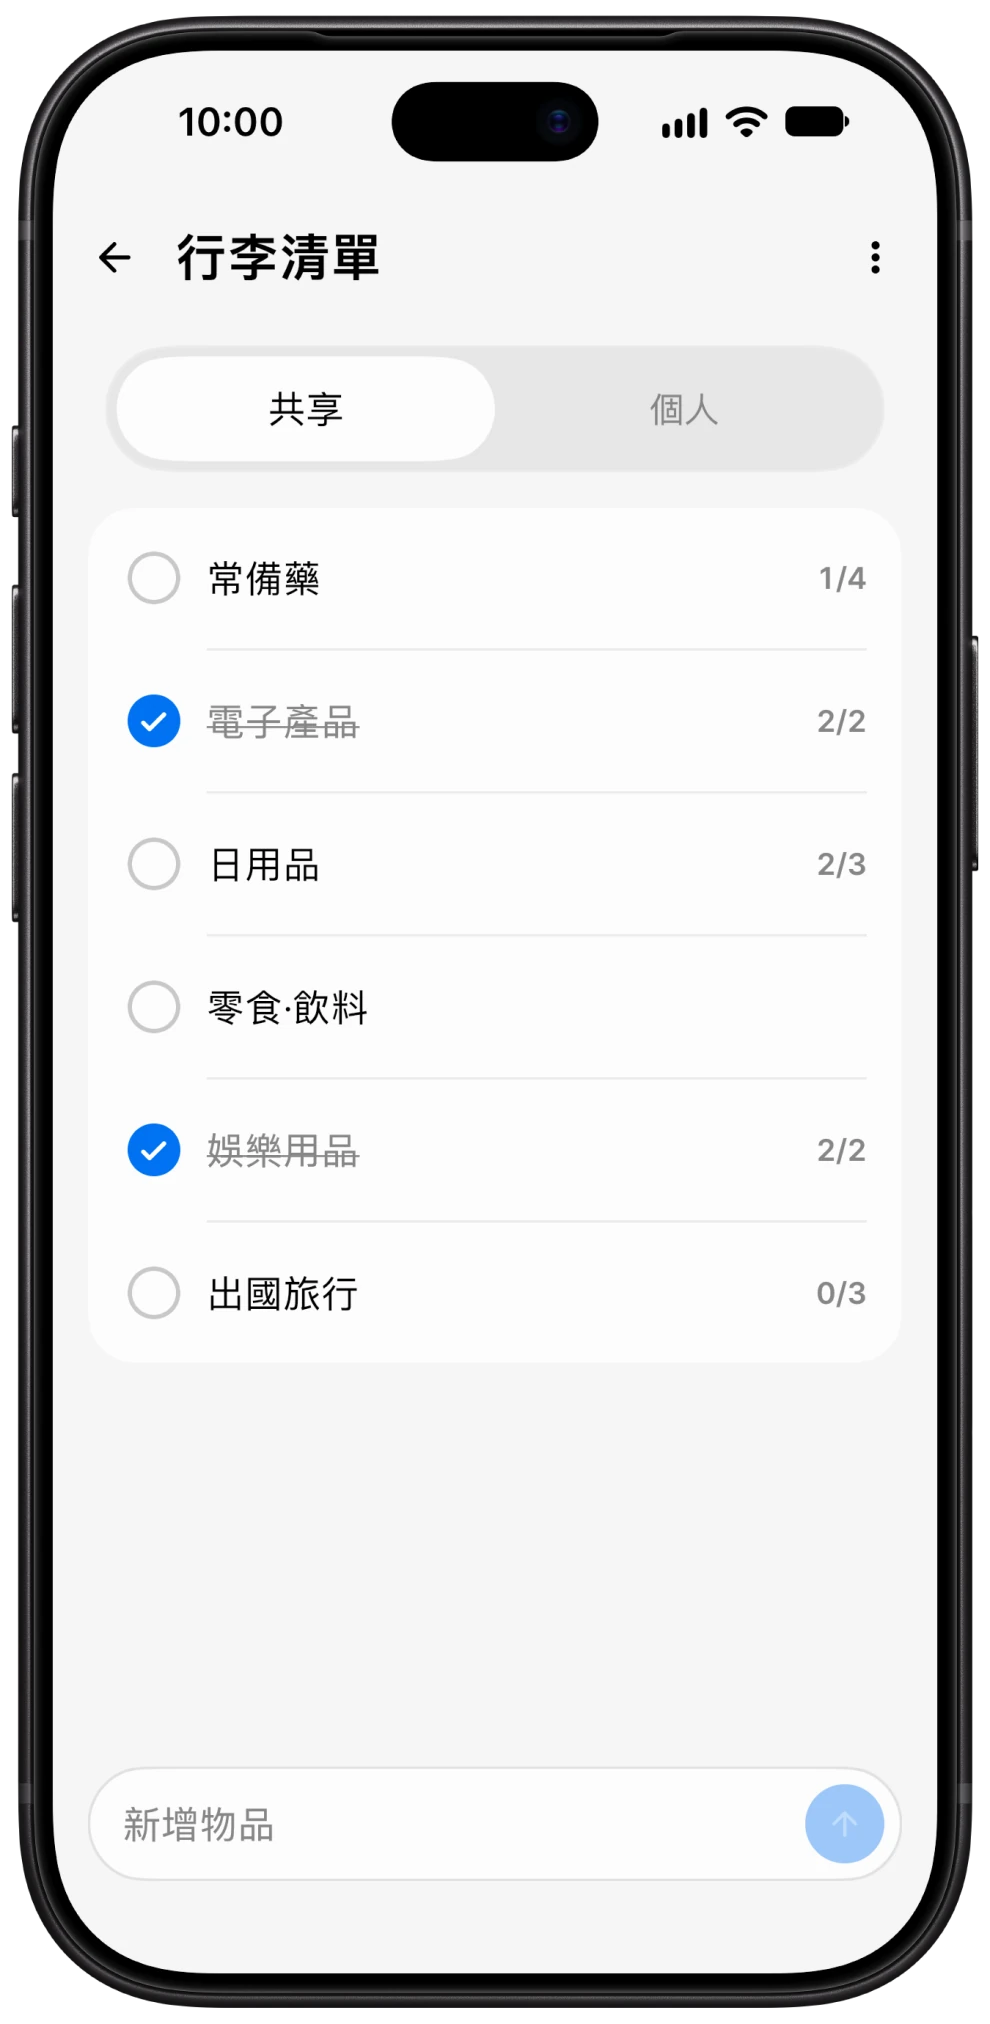 10:00
行李清單
共享 個人
常備藥 1/4
電子產品 2/2
日用品 2/3
零食·飲料
娛樂用品 2/2
出國旅行 0/3
新增物品